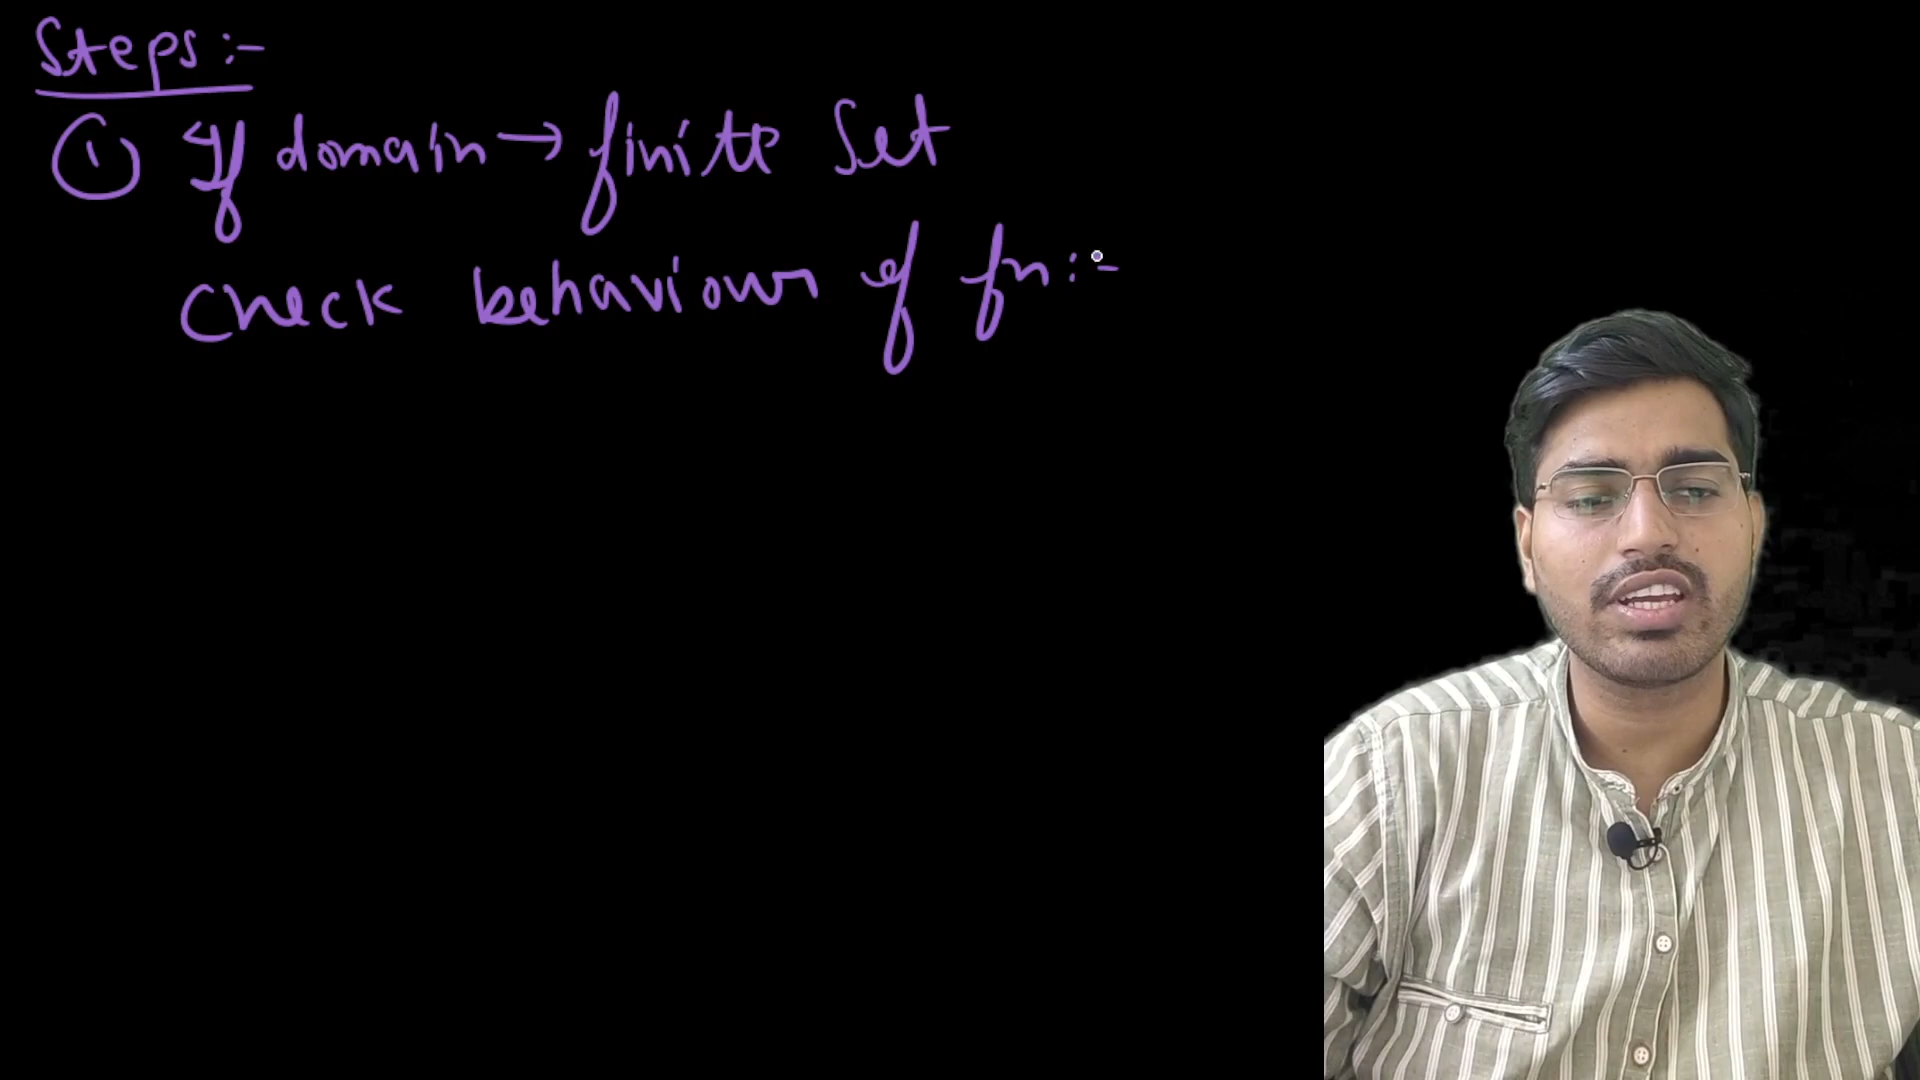 Steps :-
① If domain → finite Set
Check behaviour of fn :-